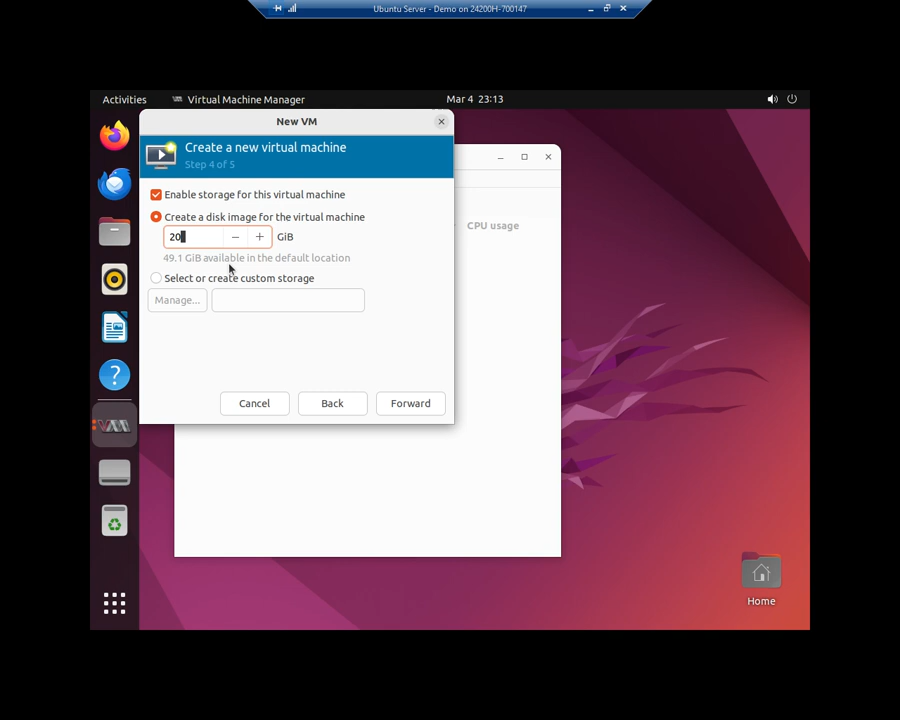 Ubuntu Server - Demo on 24200H-700147
Activities
Virtual Machine Manager
Mar 4 23:13
New VM
Create a new virtual machine
Step 4 of 5
Enable storage for this virtual machine
Create a disk image for the virtual machine
20 − + GiB
49.1 GiB available in the default location
Select or create custom storage
Manage...
Cancel
Back
Forward
CPU usage
Home